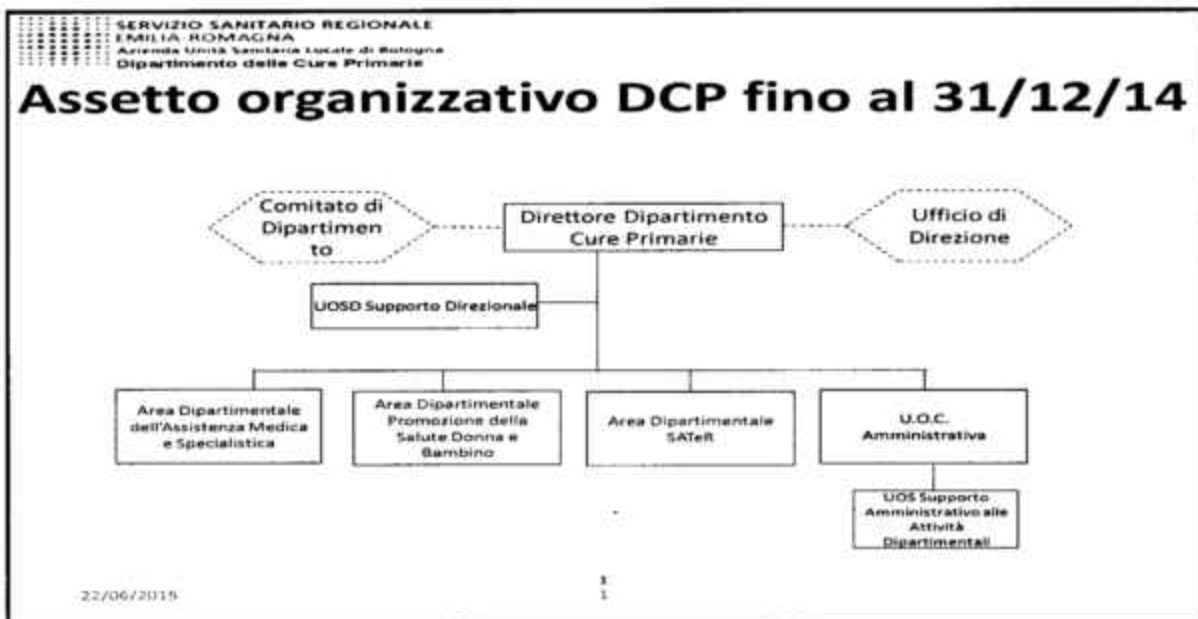 SERVIZIO SANITARIO REGIONALE
EMILIA-ROMAGNA
Azienda Unità Sanitaria Locale di Bologna
Dipartimento delle Cure Primarie
Assetto organizzativo DCP fino al 31/12/14
Comitato di
Dipartimen
to
Direttore Dipartimento
Cure Primarie
Ufficio di
Direzione
UOSD Supporto Direzionale
Area Dipartimentale
dell'Assistenza Medica
e Specialistica
Area Dipartimentale
Promozione della
Salute Donna e
Bambino
Area Dipartimentale
SATeR
U.O.C.
Amministrativa
UOS Supporto
Amministrativo alle
Attività
Dipartimentali
22/06/2015
1
1